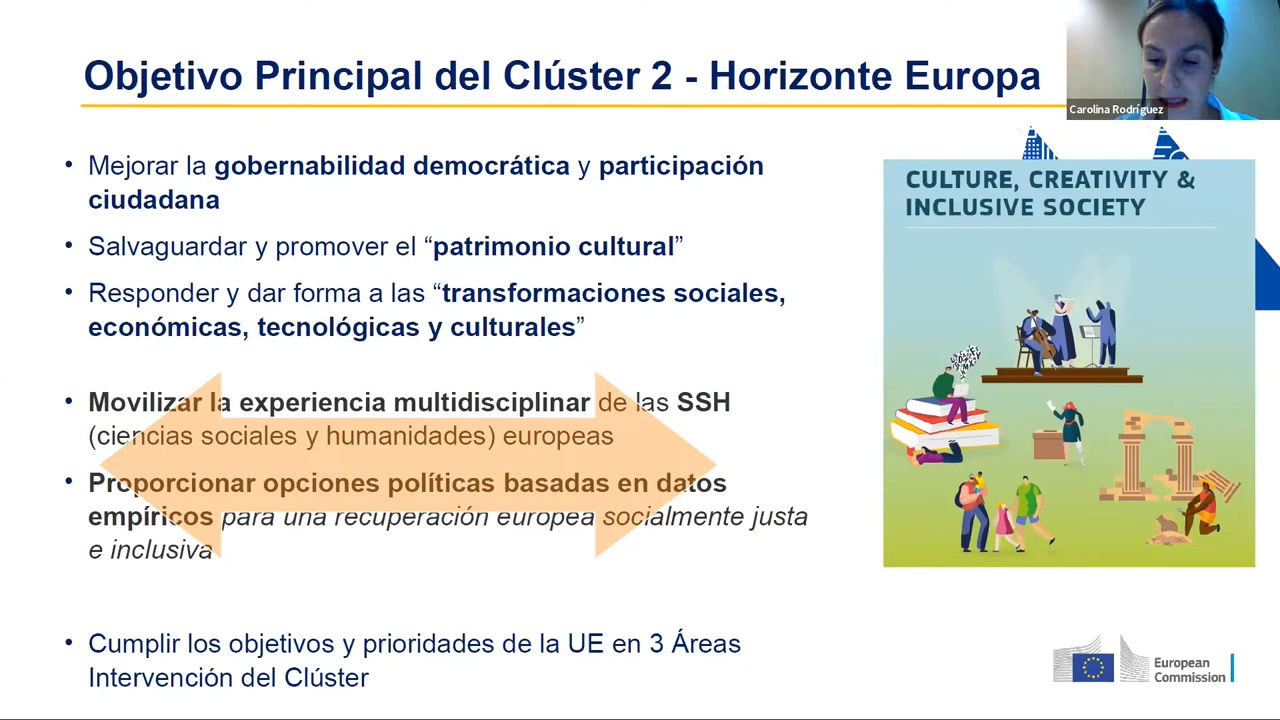 Objetivo Principal del Clúster 2 - Horizonte Europa
Carolina Rodríguez
• Mejorar la gobernabilidad democrática y participación
ciudadana
• Salvaguardar y promover el “patrimonio cultural”
• Responder y dar forma a las “transformaciones sociales,
económicas, tecnológicas y culturales”
• Movilizar la experiencia multidisciplinar de las SSH
(ciencias sociales y humanidades) europeas
• Proporcionar opciones políticas basadas en datos
empíricos para una recuperación europea socialmente justa
e inclusiva
• Cumplir los objetivos y prioridades de la UE en 3 Áreas
Intervención del Clúster
CULTURE, CREATIVITY &
INCLUSIVE SOCIETY
European
Commission